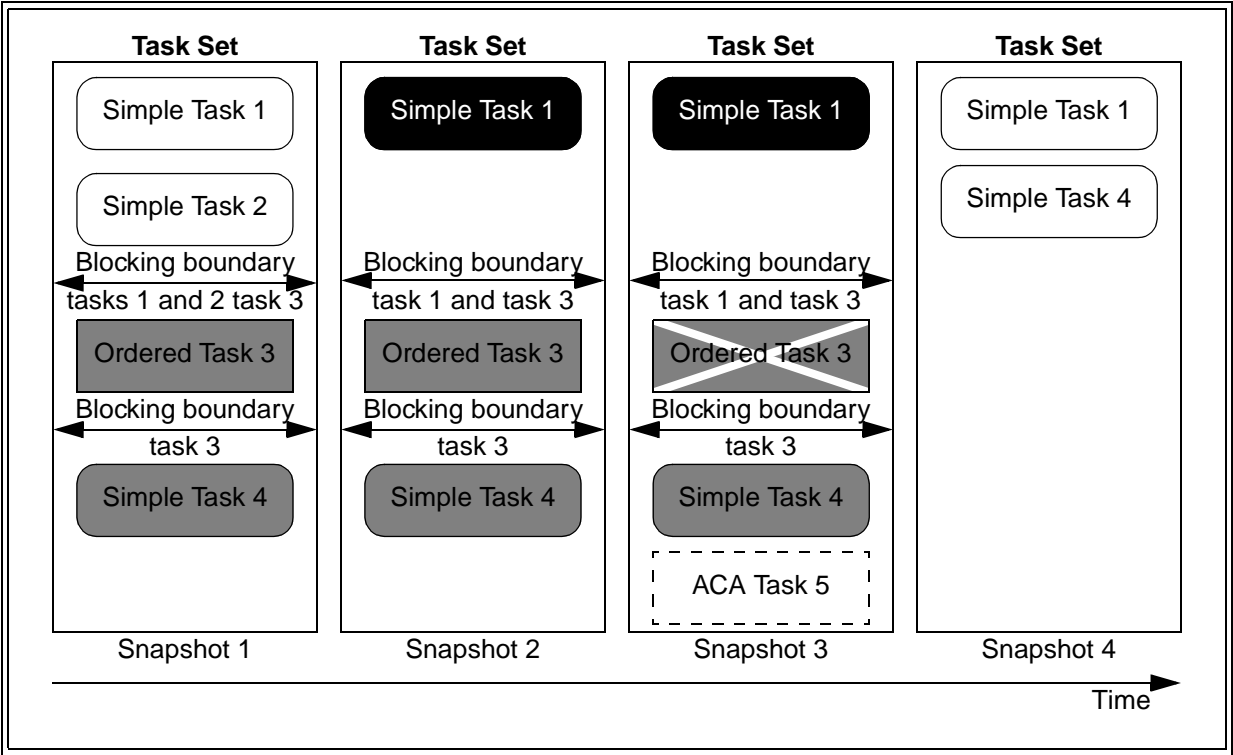 Task Set
Simple Task 1
Simple Task 2
Blocking boundary
tasks 1 and 2 task 3
Ordered Task 3
Blocking boundary
task 3
Simple Task 4
Snapshot 1
Task Set
Simple Task 1
Blocking boundary
task 1 and task 3
Ordered Task 3
Blocking boundary
task 3
Simple Task 4
Snapshot 2
Task Set
Simple Task 1
Blocking boundary
task 1 and task 3
Ordered Task 3
Blocking boundary
task 3
Simple Task 4
ACA Task 5
Snapshot 3
Task Set
Simple Task 1
Simple Task 4
Snapshot 4
Time